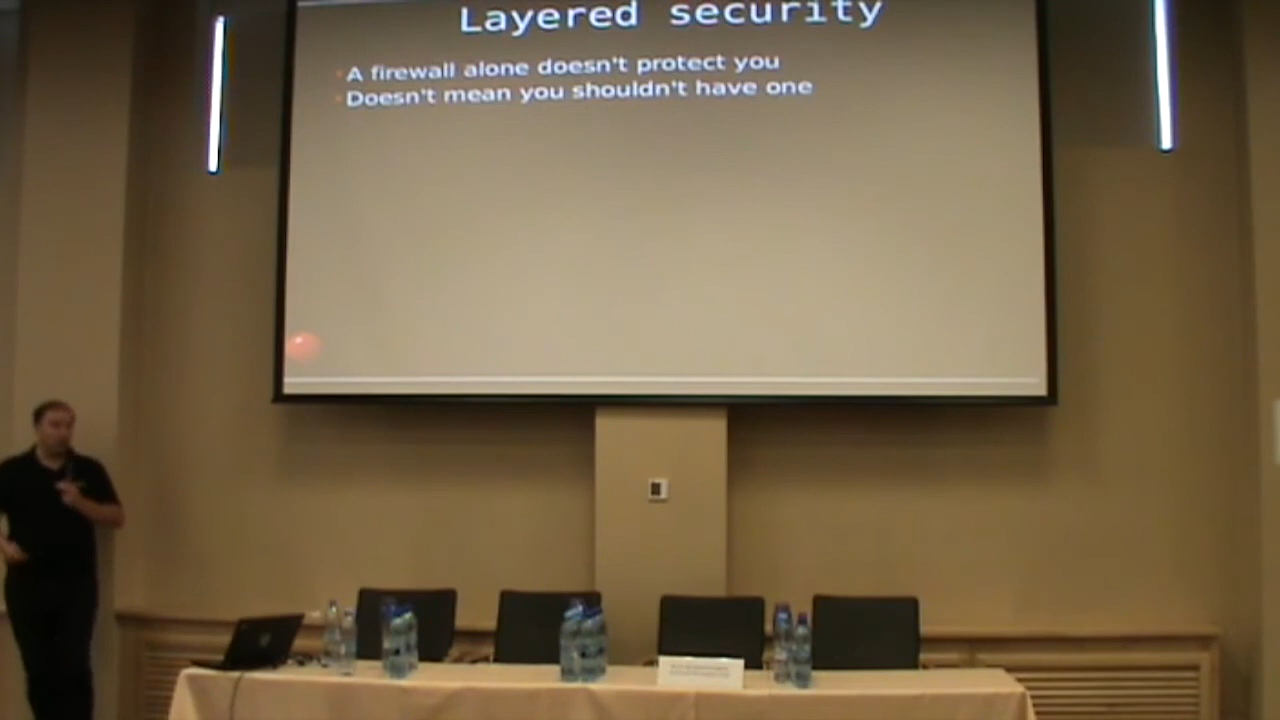 Layered security
A firewall alone doesn't protect you
Doesn't mean you shouldn't have one